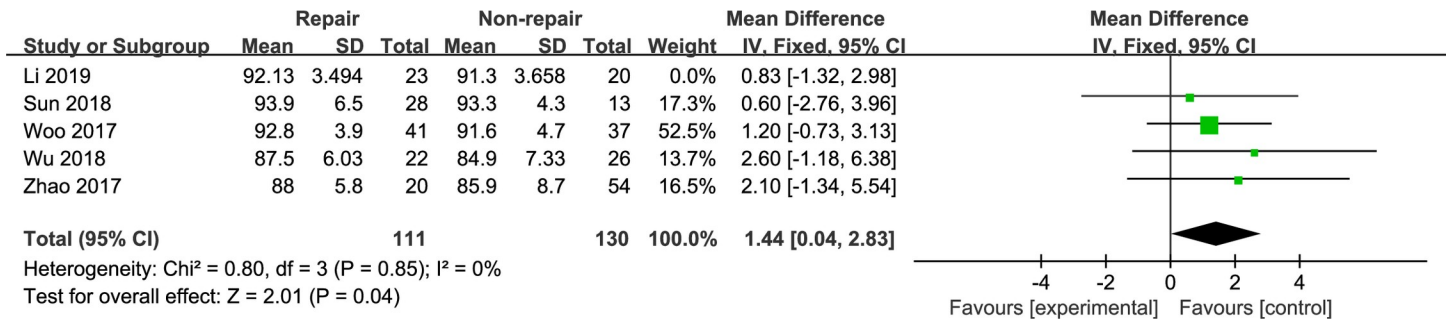 Repair Non-repair Mean Difference Mean Difference
Study or Subgroup Mean SD Total Mean SD Total Weight IV, Fixed, 95% CI IV, Fixed, 95% CI
Li 2019 92.13 3.494 23 91.3 3.658 20 0.0% 0.83 [-1.32, 2.98]
Sun 2018 93.9 6.5 28 93.3 4.3 13 17.3% 0.60 [-2.76, 3.96]
Woo 2017 92.8 3.9 41 91.6 4.7 37 52.5% 1.20 [-0.73, 3.13]
Wu 2018 87.5 6.03 22 84.9 7.33 26 13.7% 2.60 [-1.18, 6.38]
Zhao 2017 88 5.8 20 85.9 8.7 54 16.5% 2.10 [-1.34, 5.54]
Total (95% CI) 111 130 100.0% 1.44 [0.04, 2.83]
Heterogeneity: Chi² = 0.80, df = 3 (P = 0.85); I² = 0%
Test for overall effect: Z = 2.01 (P = 0.04)
-4 -2 0 2 4
Favours [experimental] Favours [control]